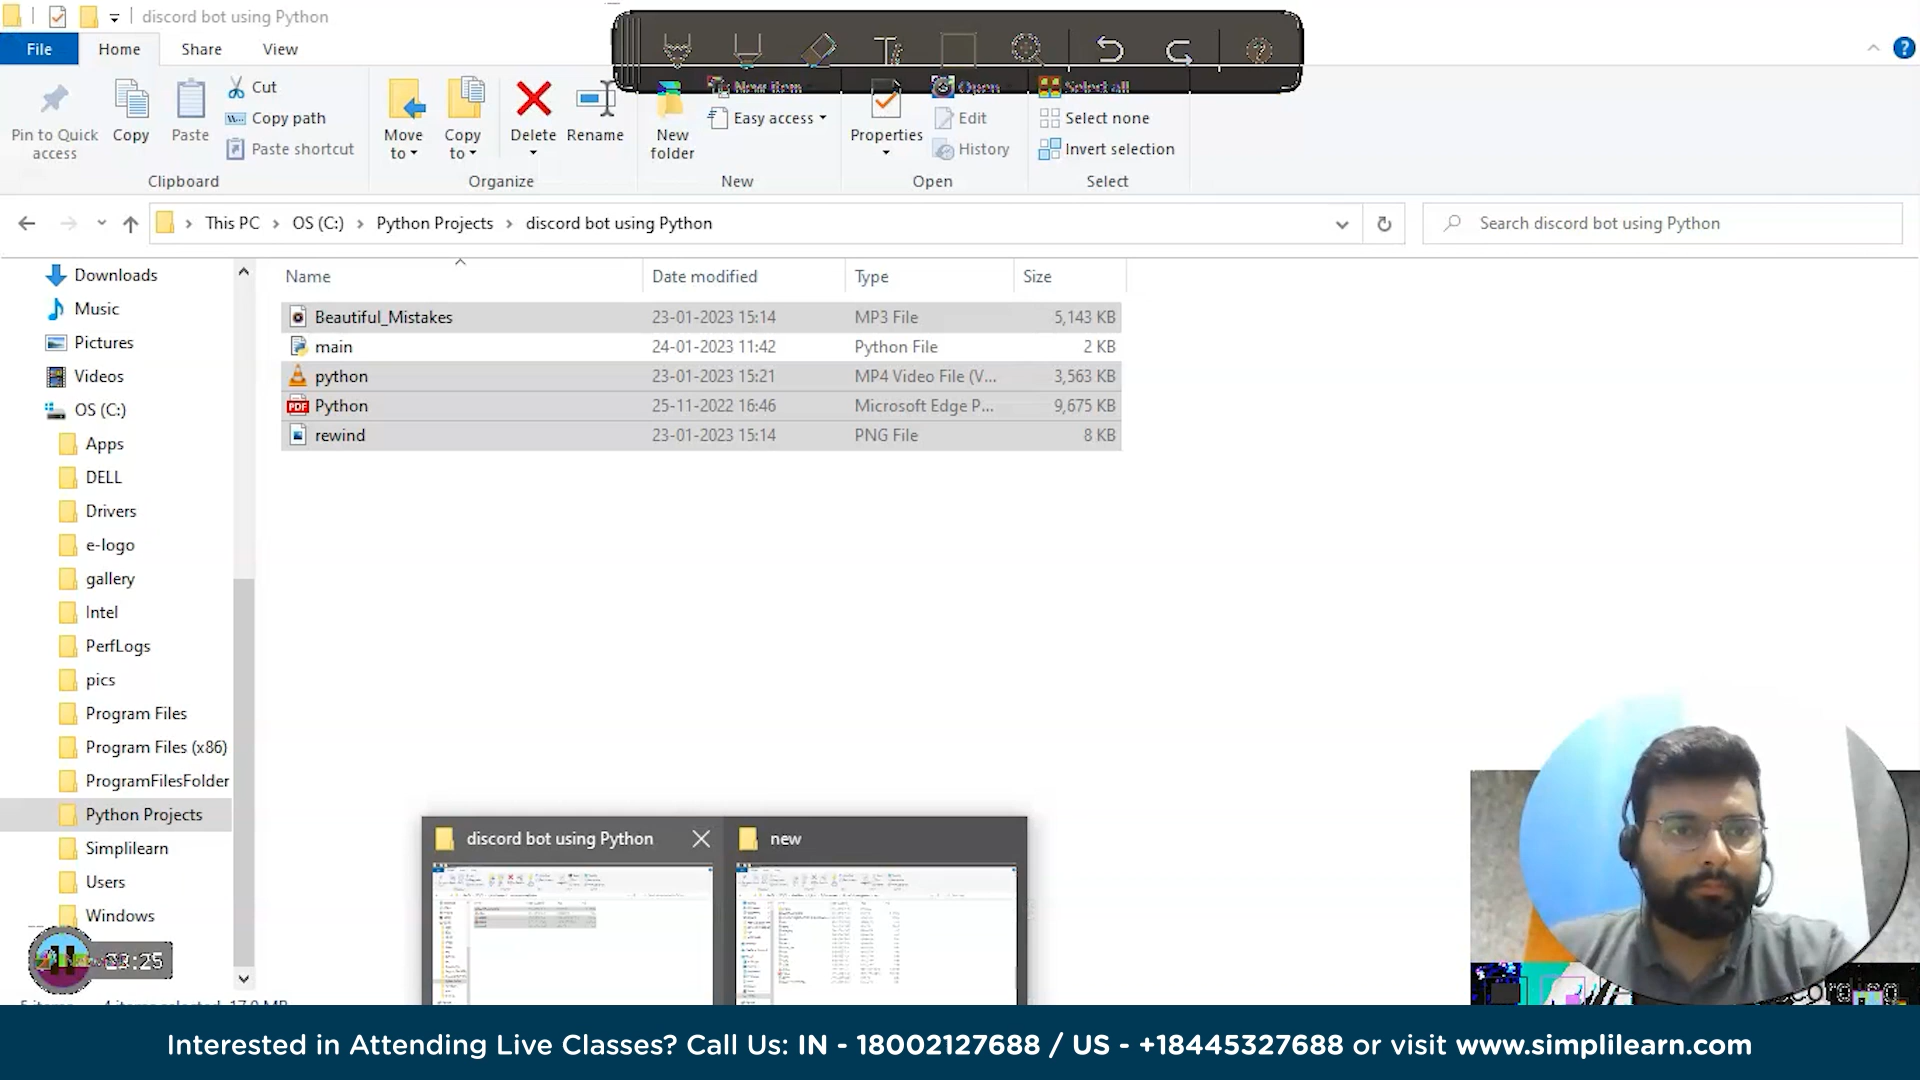 discord bot using Python
File Home Share View
Pin to Quick access
Copy
Paste
Cut
Copy path
Paste shortcut
Clipboard
Move to
Copy to
Delete
Rename
Organize
New folder
New item
Easy access
New
Properties
Open
Edit
History
Open
Select all
Select none
Invert selection
Select
This PC > OS (C:) > Python Projects > discord bot using Python
Search discord bot using Python
Downloads
Music
Pictures
Videos
OS (C:)
Apps
DELL
Drivers
e-logo
gallery
Intel
PerfLogs
pics
Program Files
Program Files (x86)
ProgramFilesFolder
Python Projects
Simplilearn
Users
Windows
Name Date modified Type Size
Beautiful_Mistakes 23-01-2023 15:14 MP3 File 5,143 KB
main 24-01-2023 11:42 Python File 2 KB
python 23-01-2023 15:21 MP4 Video File (V... 3,563 KB
Python 25-11-2022 16:46 Microsoft Edge P... 9,675 KB
rewind 23-01-2023 15:14 PNG File 8 KB
discord bot using Python
new
Interested in Attending Live Classes? Call Us: IN - 18002127688 / US - +18445327688 or visit www.simplilearn.com